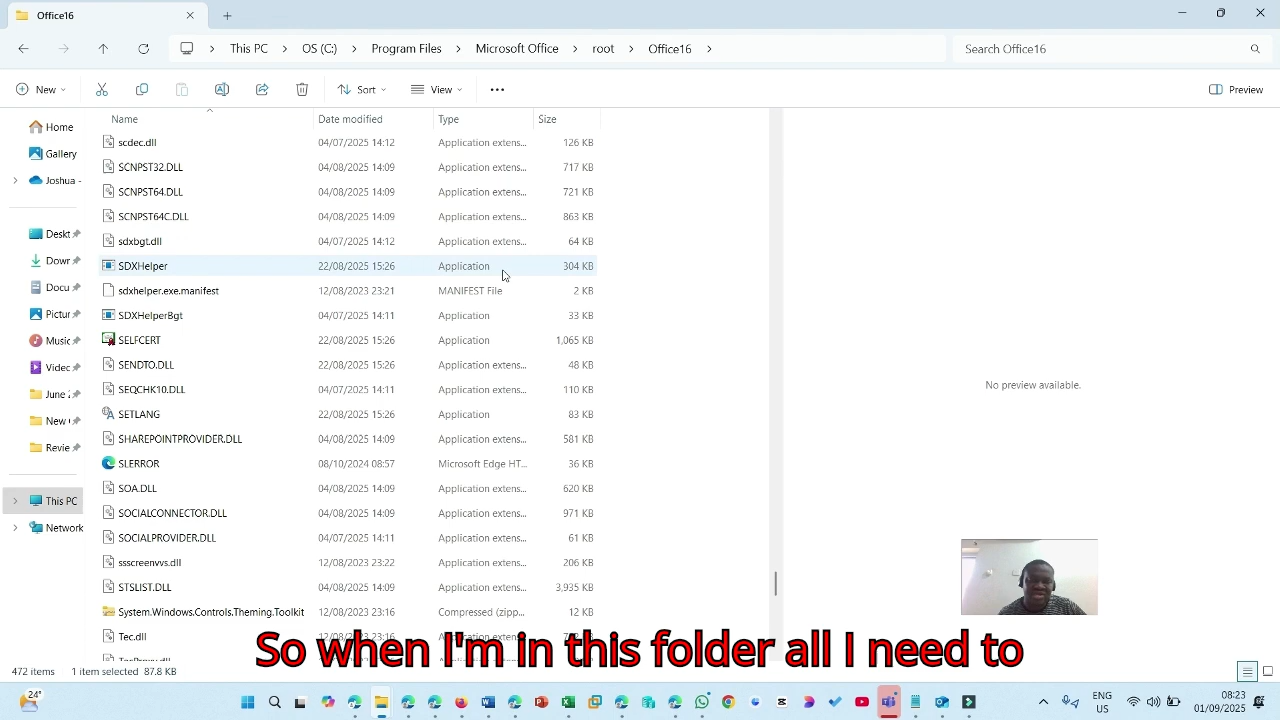 Office16
This PC > OS (C:) > Program Files > Microsoft Office > root > Office16 >
Search Office16
New
Sort
View
Preview
Name Date modified Type Size
Home
Gallery
Joshua -
Deskt
Dowr
Docu
Pictur
Music
Videc
June 2
New
Revie
This PC
Network
scdec.dll 04/07/2025 14:12 Application extens... 126 KB
SCNPST32.DLL 04/08/2025 14:09 Application extens... 717 KB
SCNPST64.DLL 04/08/2025 14:09 Application extens... 721 KB
SCNPST64C.DLL 04/08/2025 14:09 Application extens... 863 KB
sdxbgt.dll 04/07/2025 14:12 Application extens... 64 KB
SDXHelper 22/08/2025 15:26 Application 304 KB
sdxhelper.exe.manifest 12/08/2023 23:21 MANIFEST File 2 KB
SDXHelperBgt 04/07/2025 14:11 Application 33 KB
SELFCERT 22/08/2025 15:26 Application 1,065 KB
SENDTO.DLL 22/08/2025 15:26 Application extens... 48 KB
SEQCHK10.DLL 04/07/2025 14:11 Application extens... 110 KB
SETLANG 22/08/2025 15:26 Application 83 KB
SHAREPOINTPROVIDER.DLL 04/08/2025 14:09 Application extens... 581 KB
SLERROR 08/10/2024 08:57 Microsoft Edge HT... 36 KB
SOA.DLL 04/08/2025 14:09 Application extens... 620 KB
SOCIALCONNECTOR.DLL 04/08/2025 14:09 Application extens... 971 KB
SOCIALPROVIDER.DLL 04/07/2025 14:11 Application extens... 61 KB
ssscreenvvs.dll 12/08/2023 23:22 Application extens... 206 KB
STSLIST.DLL 04/08/2025 14:09 Application extens... 3,935 KB
System.Windows.Controls.Theming.Toolkit 12/08/2023 23:16 Compressed (zipp... 12 KB
Tec.dll
No preview available.
So when I'm in this folder all I need to
472 items 1 item selected 87.8 KB
24°
ENG
US
08:23
01/09/2025